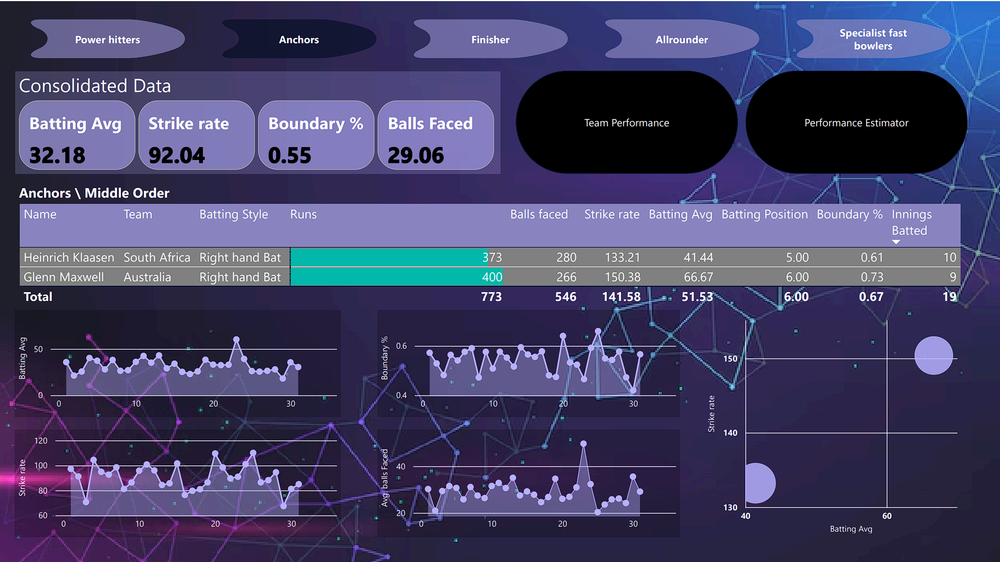 Power hitters
Anchors
Finisher
Allrounder
Specialist fast
bowlers
Consolidated Data
Batting Avg
32.18
Strike rate
92.04
Boundary %
0.55
Balls Faced
29.06
Team Performance
Performance Estimator
Anchors \ Middle Order
Name Team Batting Style Runs Balls faced Strike rate Batting Avg Batting Position Boundary % Innings
Batted
Heinrich Klaasen South Africa Right hand Bat 373 280 133.21 41.44 5.00 0.61 10
Glenn Maxwell Australia Right hand Bat 400 266 150.38 66.67 6.00 0.73 9
Total 773 546 141.58 51.53 6.00 0.67 19
Batting Avg
50
0
0 10 20 30
Boundary %
0.6
0.4
0 10 20 30
Strike rate
120
100
80
60
0 10 20 30
Avg. balls Faced
40
20
0 10 20 30
Strike rate
150
140
130
40 60
Batting Avg